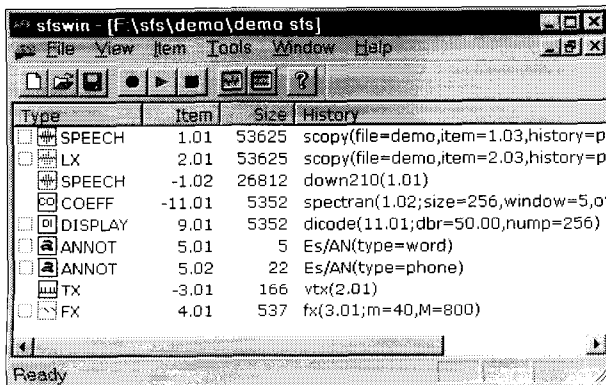 sfswin - [F:\sfs\demo\demo sfs]
File View Item Tools Window Help
Type Item Size History
SPEECH 1.01 53625 scopy(file=demo,item=1.03,history=p
LX 2.01 53625 scopy(file=demo,item=2.03,history=p
SPEECH -1.02 26812 down210(1.01)
CO COEFF -11.01 5352 spectran(1.02;size=256,window=5,o
DI DISPLAY 9.01 5352 dicode(11.01;dbr=50.00,nump=256)
a ANNOT 5.01 5 Es/AN(type=word)
a ANNOT 5.02 22 Es/AN(type=phone)
TX -3.01 166 vtx(2.01)
FX 4.01 537 fx(3.01;m=40,M=800)
Ready